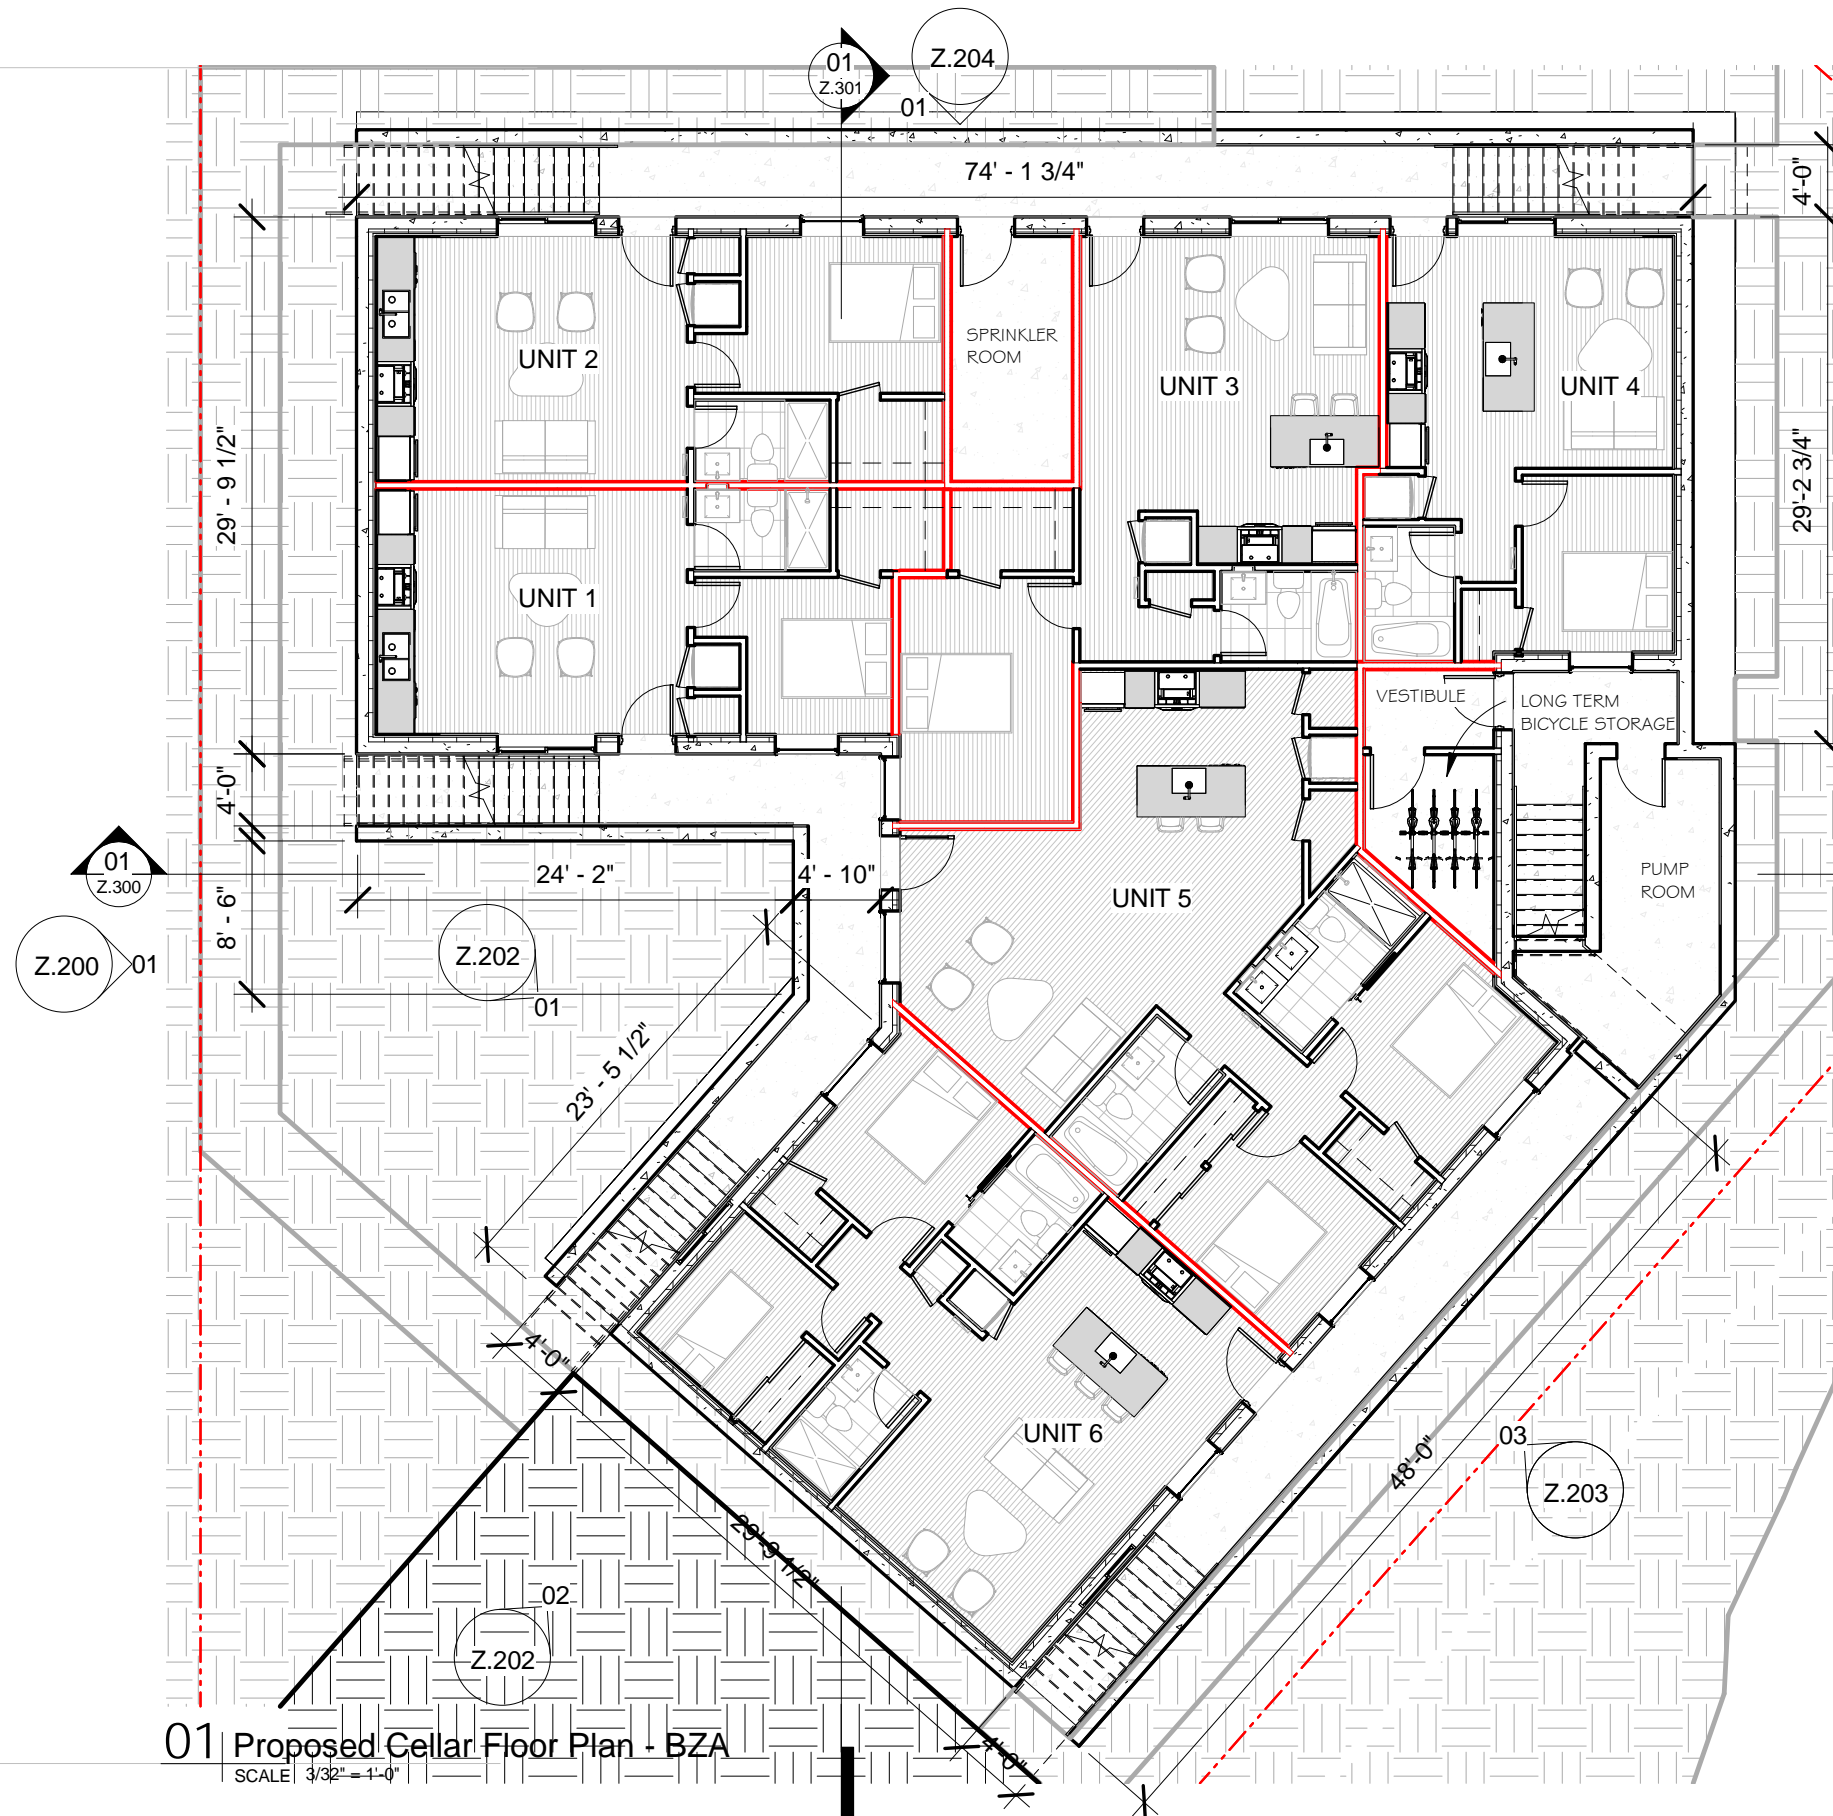 01
Z.301
Z.204
01
74' - 1 3/4"
4'-0"
SPRINKLER
ROOM
UNIT 2
UNIT 3
UNIT 4
29' - 9 1/2"
29'-2 3/4"
UNIT 1
VESTIBULE
LONG TERM
BICYCLE STORAGE
4'-0"
01
Z.300
24' - 2"
4' - 10"
PUMP
ROOM
UNIT 5
8' - 6"
Z.200
01
Z.202
01
23' - 5 1/2"
4'-0"
UNIT 6
48'-0"
03
Z.203
29'-9 1/2"
02
Z.202
4'-0"
01
Proposed Cellar Floor Plan - BZA
SCALE 3/32" = 1'-0"